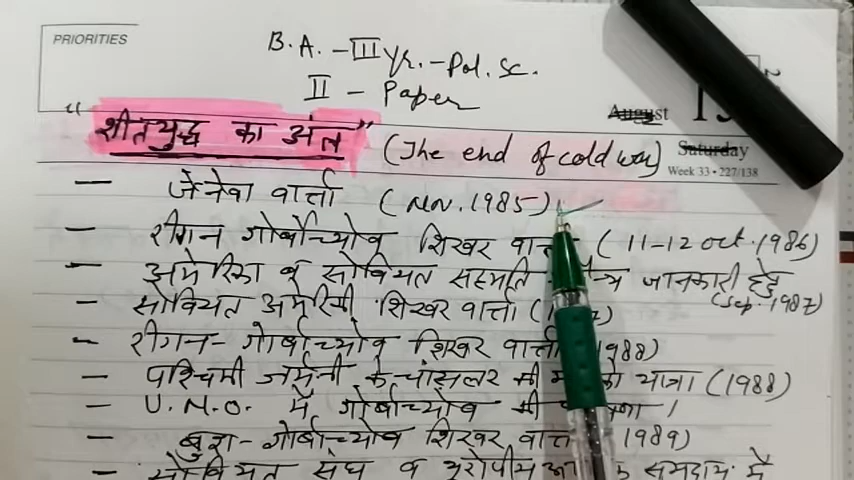 PRIORITIES
B.A. - III yr. - Pol. Sc.
II - Paper
August
"शीतयुद्ध का अंत" (The end of cold war)
Saturday
Week 33 • 227/138
— जेनेवा वार्त्ता (Nov. 1985)
— रीगन गोर्बाच्योव शिखर ( 11-12 oct. 1986)
— अमेरिका व सोवियत सहमति जानकारी हेतु
(Sep. 1987)
— सोवियत अमेरिकी शिखर वार्त्ता (
— रीगन- गोर्बाच्योव शिखर 1988)
— पश्चिमी जर्मनी के चांसलर की यात्रा (1988)
— U.N.O. में गोर्बाच्योव की
— बुश- गोर्बाच्योव शिखर 1989)
— सोवियत संघ व यूरोपीय समुदाय में